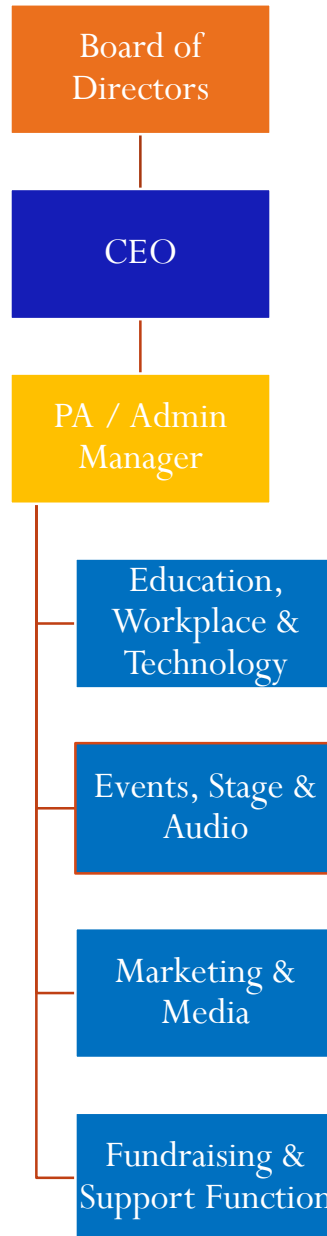 Board of
Directors
CEO
PA / Admin
Manager
Education,
Workplace &
Technology
Events, Stage &
Audio
Marketing &
Media
Fundraising &
Support Function